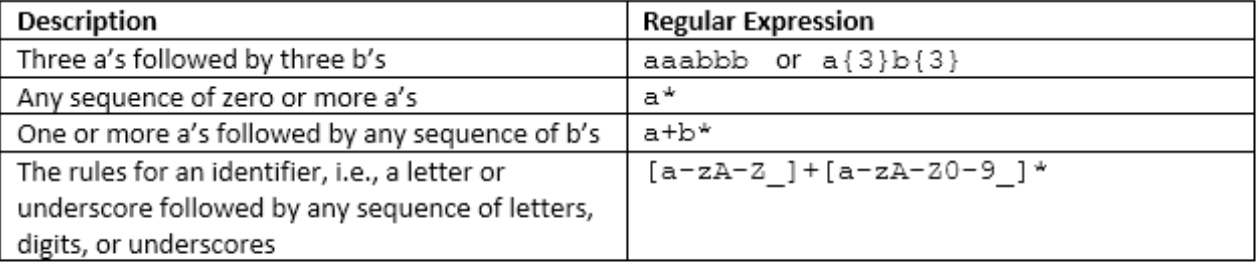 Description Regular Expression
Three a's followed by three b's aaabbb or a{3}b{3}
Any sequence of zero or more a's a*
One or more a's followed by any sequence of b's a+b*
The rules for an identifier, i.e., a letter or [a-zA-Z_]+[a-zA-Z0-9_]*
underscore followed by any sequence of letters,
digits, or underscores